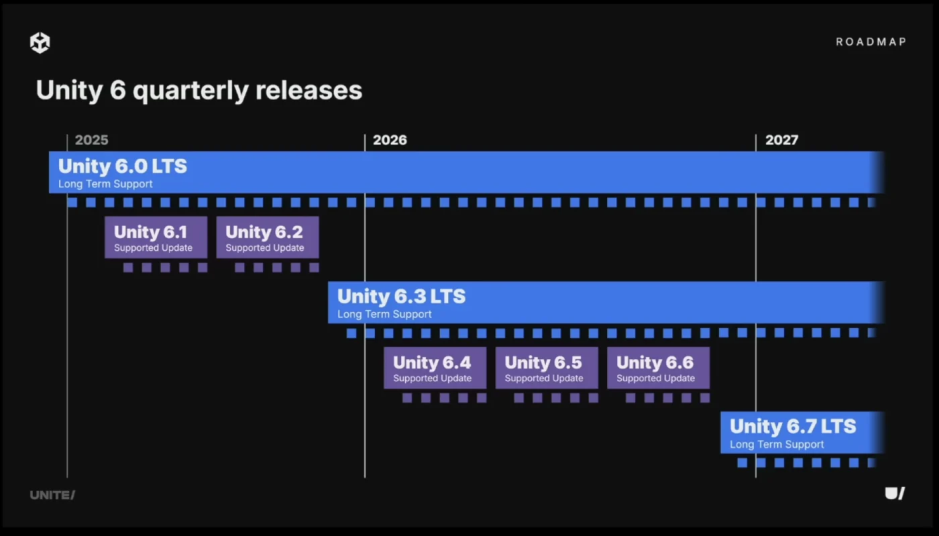 ROADMAP
Unity 6 quarterly releases
2025
2026
2027
Unity 6.0 LTS
Long Term Support
Unity 6.1
Supported Update
Unity 6.2
Supported Update
Unity 6.3 LTS
Long Term Support
Unity 6.4
Supported Update
Unity 6.5
Supported Update
Unity 6.6
Supported Update
Unity 6.7 LTS
Long Term Support
UNITE/
U/